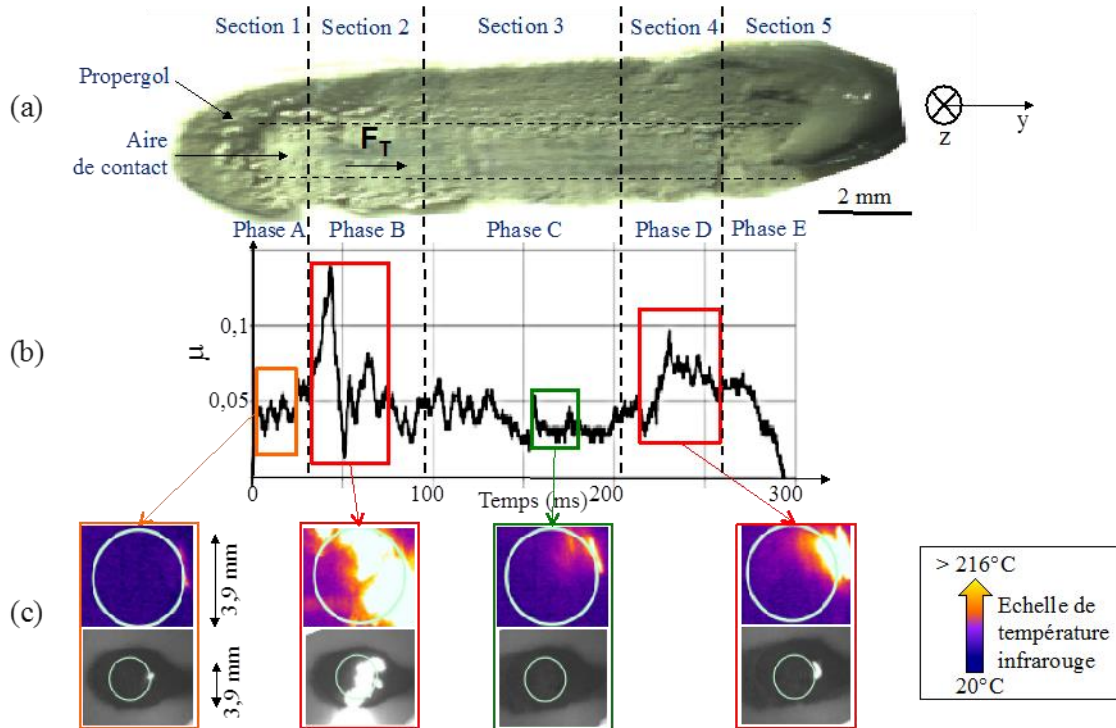 Section 1 Section 2 Section 3 Section 4 Section 5
Propergol
(a)
Aire
de contact
F_T
y
z
2 mm
Phase A Phase B Phase C Phase D Phase E
(b)
μ
0,1
0,05
0 100 200 300
Temps (ms)
(c)
3,9 mm
3,9 mm
> 216°C
Echelle de
température
infrarouge
20°C